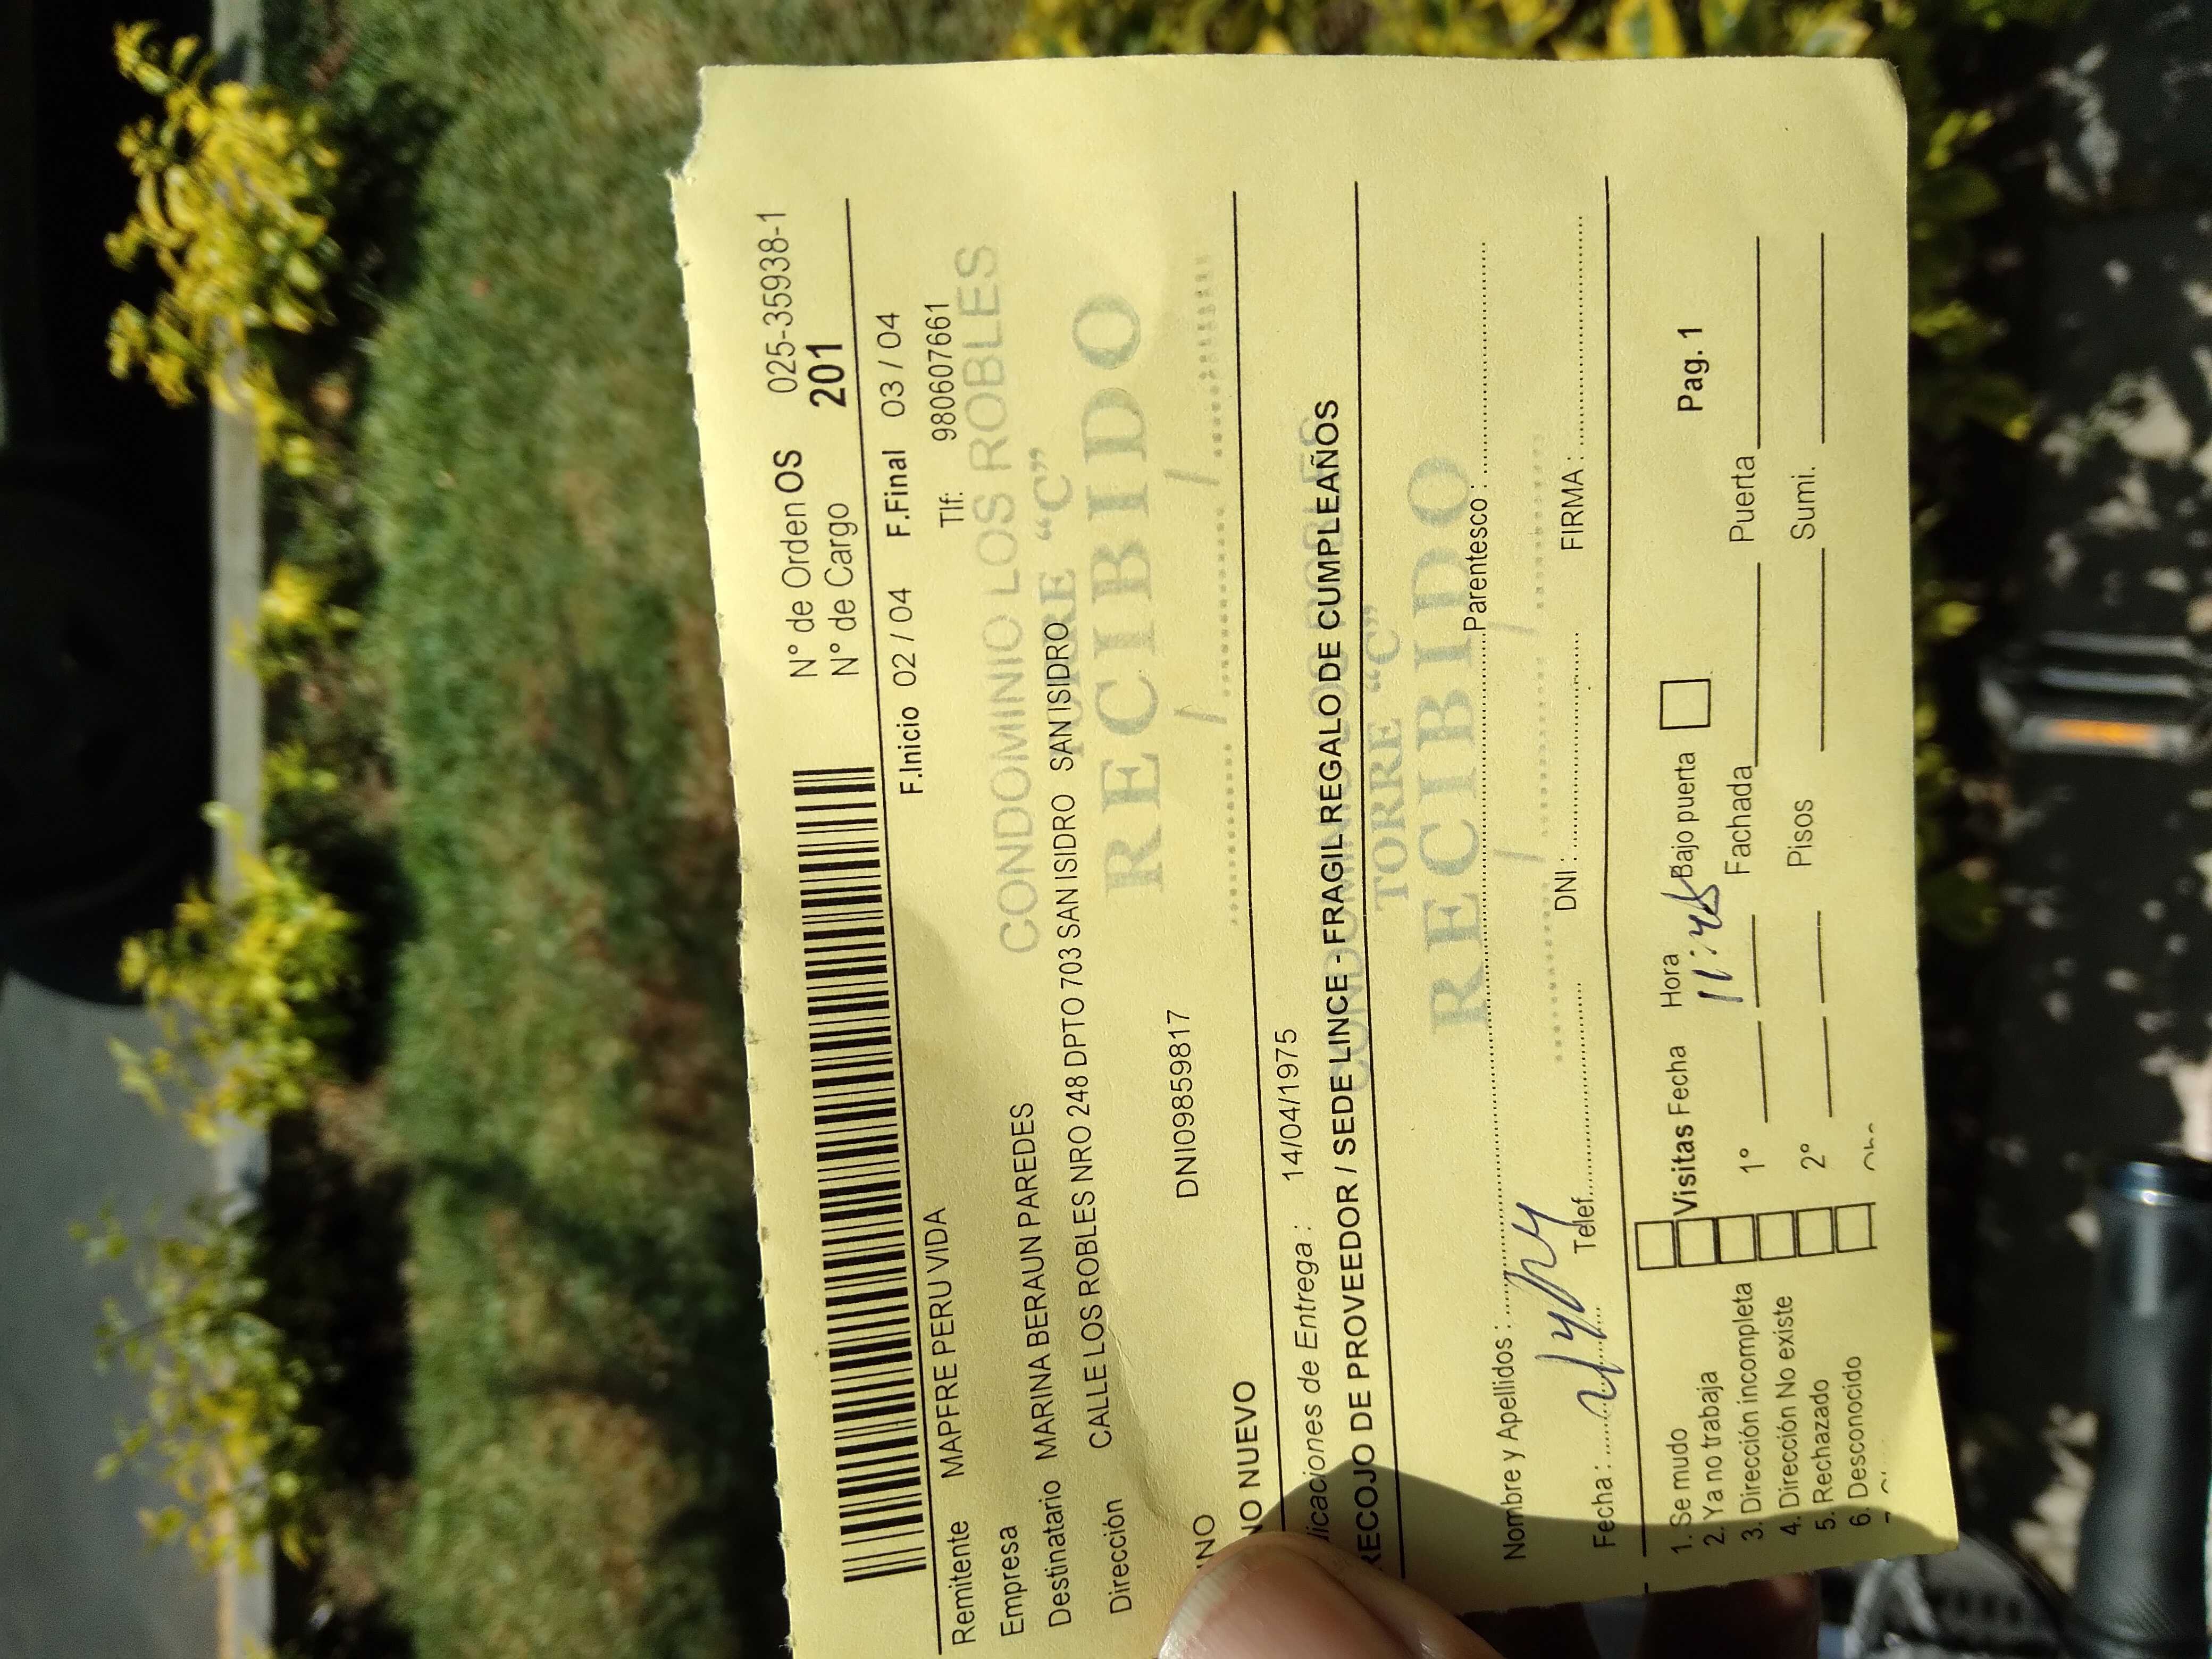 N° de Orden OS 025-35938-1
N° de Cargo 201
F.Inicio 02 / 04 F.Final 03 / 04
Remitente MAPFRE PERU VIDA
Tlf: 980607661
Empresa
Destinatario MARINA BERAUN PAREDES
Dirección CALLE LOS ROBLES NRO 248 DPTO 703 SAN ISIDRO SAN ISIDRO
CONDOMINIO LOS ROBLES
TORRE "C"
RECIBIDO
DNI09859817
NO
NO NUEVO
icaciones de Entrega : 14/04/1975
RECOJO DE PROVEEDOR / SEDE LINCE - FRAGIL REGALO DE CUMPLEAÑOS
CONDOMINIO LOS ROBLES
TORRE "C"
RECIBIDO
Nombre y Apellidos : Parentesco :
Fecha : Telef. DNI : FIRMA :
1. Se mudo
2. Ya no trabaja
3. Dirección incompleta
4. Dirección No existe
5. Rechazado
6. Desconocido
Visitas Fecha Hora Bajo puerta Pag. 1
1° 11:45 Fachada Puerta
2° Pisos Sumi.